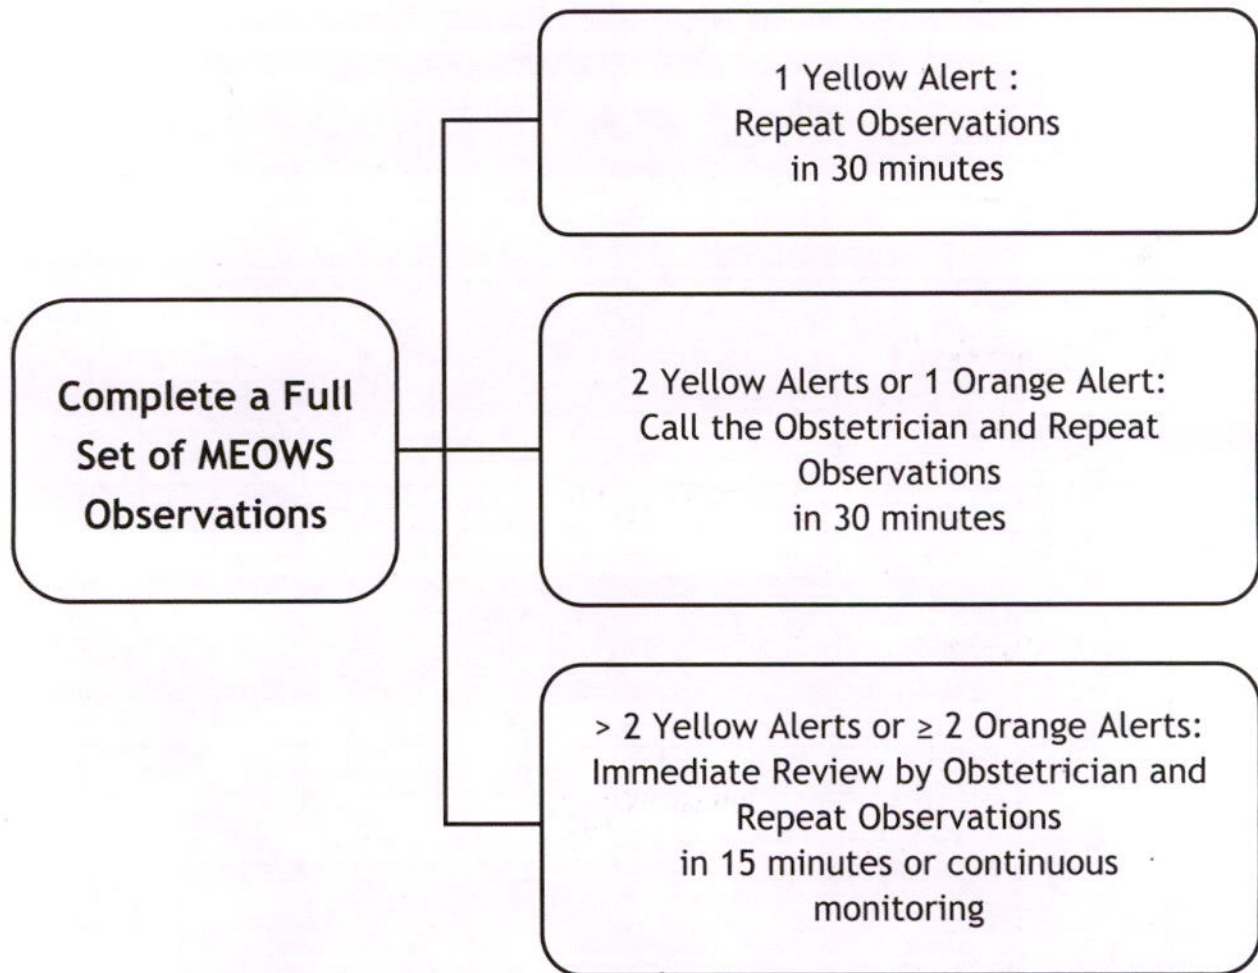 Complete a Full
Set of MEOWS
Observations
1 Yellow Alert :
Repeat Observations
in 30 minutes
2 Yellow Alerts or 1 Orange Alert:
Call the Obstetrician and Repeat
Observations
in 30 minutes
> 2 Yellow Alerts or ≥ 2 Orange Alerts:
Immediate Review by Obstetrician and
Repeat Observations
in 15 minutes or continuous
monitoring